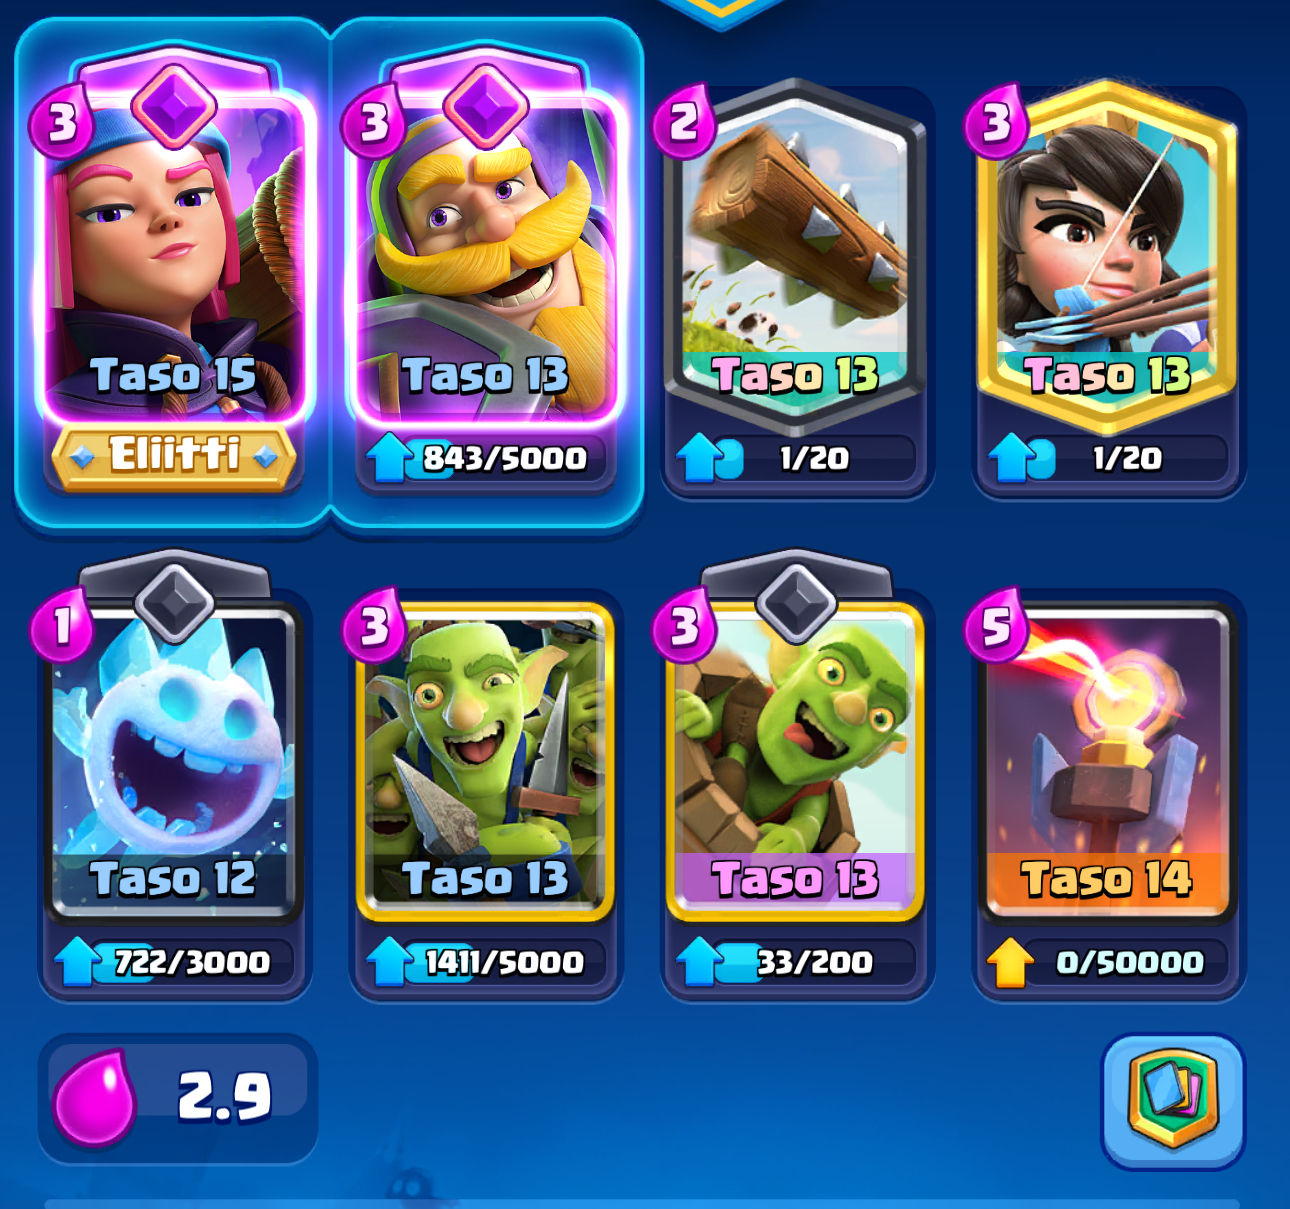 3
3
2
3
Taso 15
Taso 13
Taso 13
Taso 13
Eliitti
843/5000
1/20
1/20
1
3
3
5
Taso 12
Taso 13
Taso 13
Taso 14
722/3000
1411/5000
33/200
0/50000
2.9